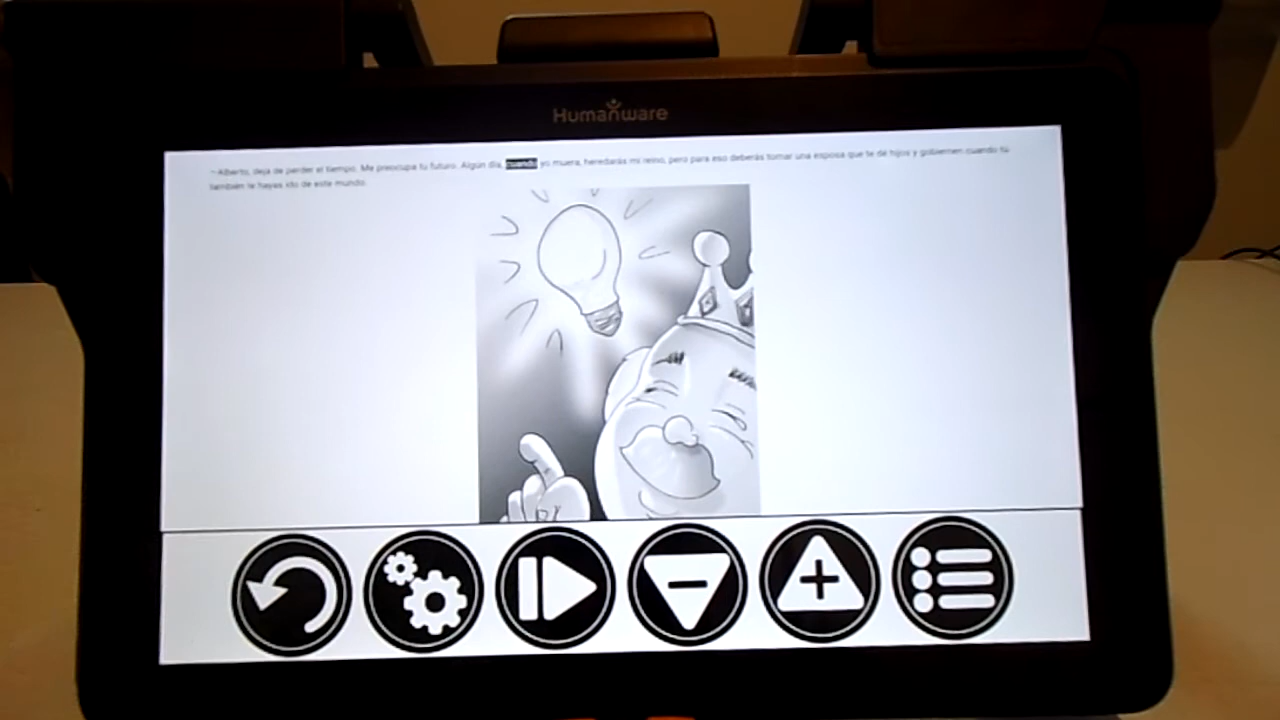 Humanware
—Alberto, deja de perder el tiempo. Me preocupa tu futuro. Algún día, cuando yo muera, heredarás mi reino, pero para eso deberás tomar una esposa que te dé hijos y gobiernen cuando tú
también te hayas ido de este mundo.